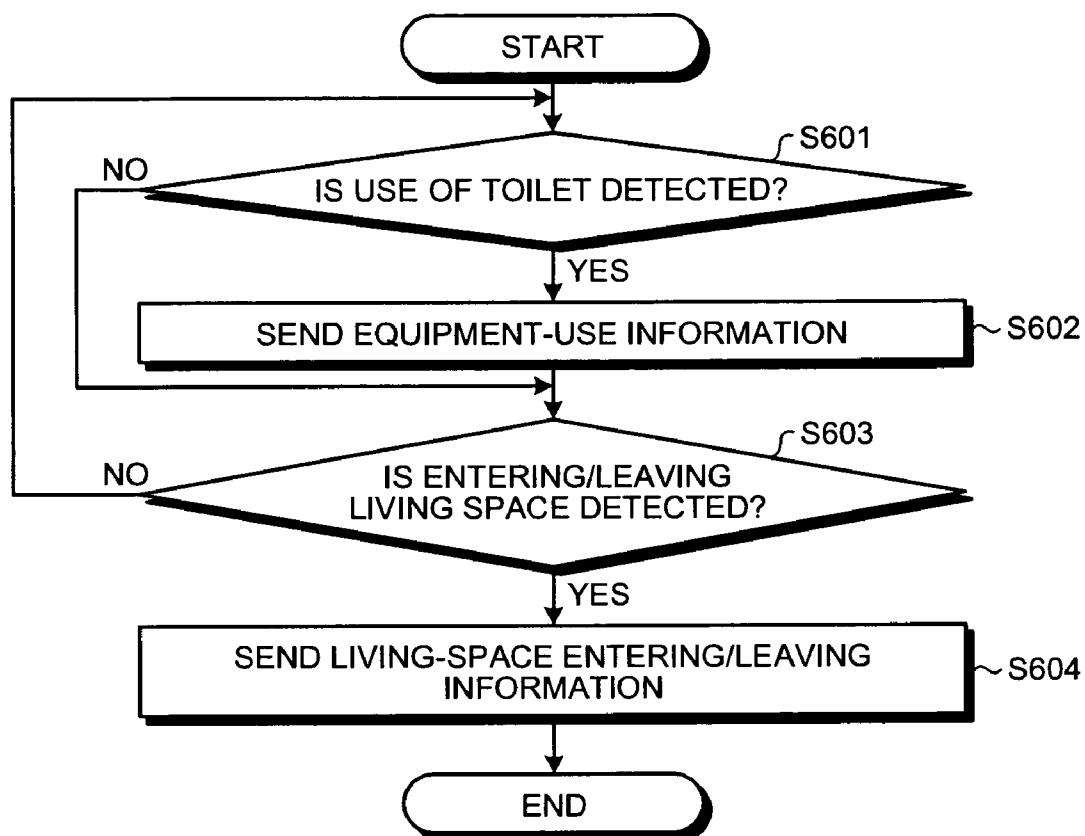 START
S601
NO
IS USE OF TOILET DETECTED?
YES
SEND EQUIPMENT-USE INFORMATION
S602
S603
NO
IS ENTERING/LEAVING
LIVING SPACE DETECTED?
YES
SEND LIVING-SPACE ENTERING/LEAVING
INFORMATION
S604
END